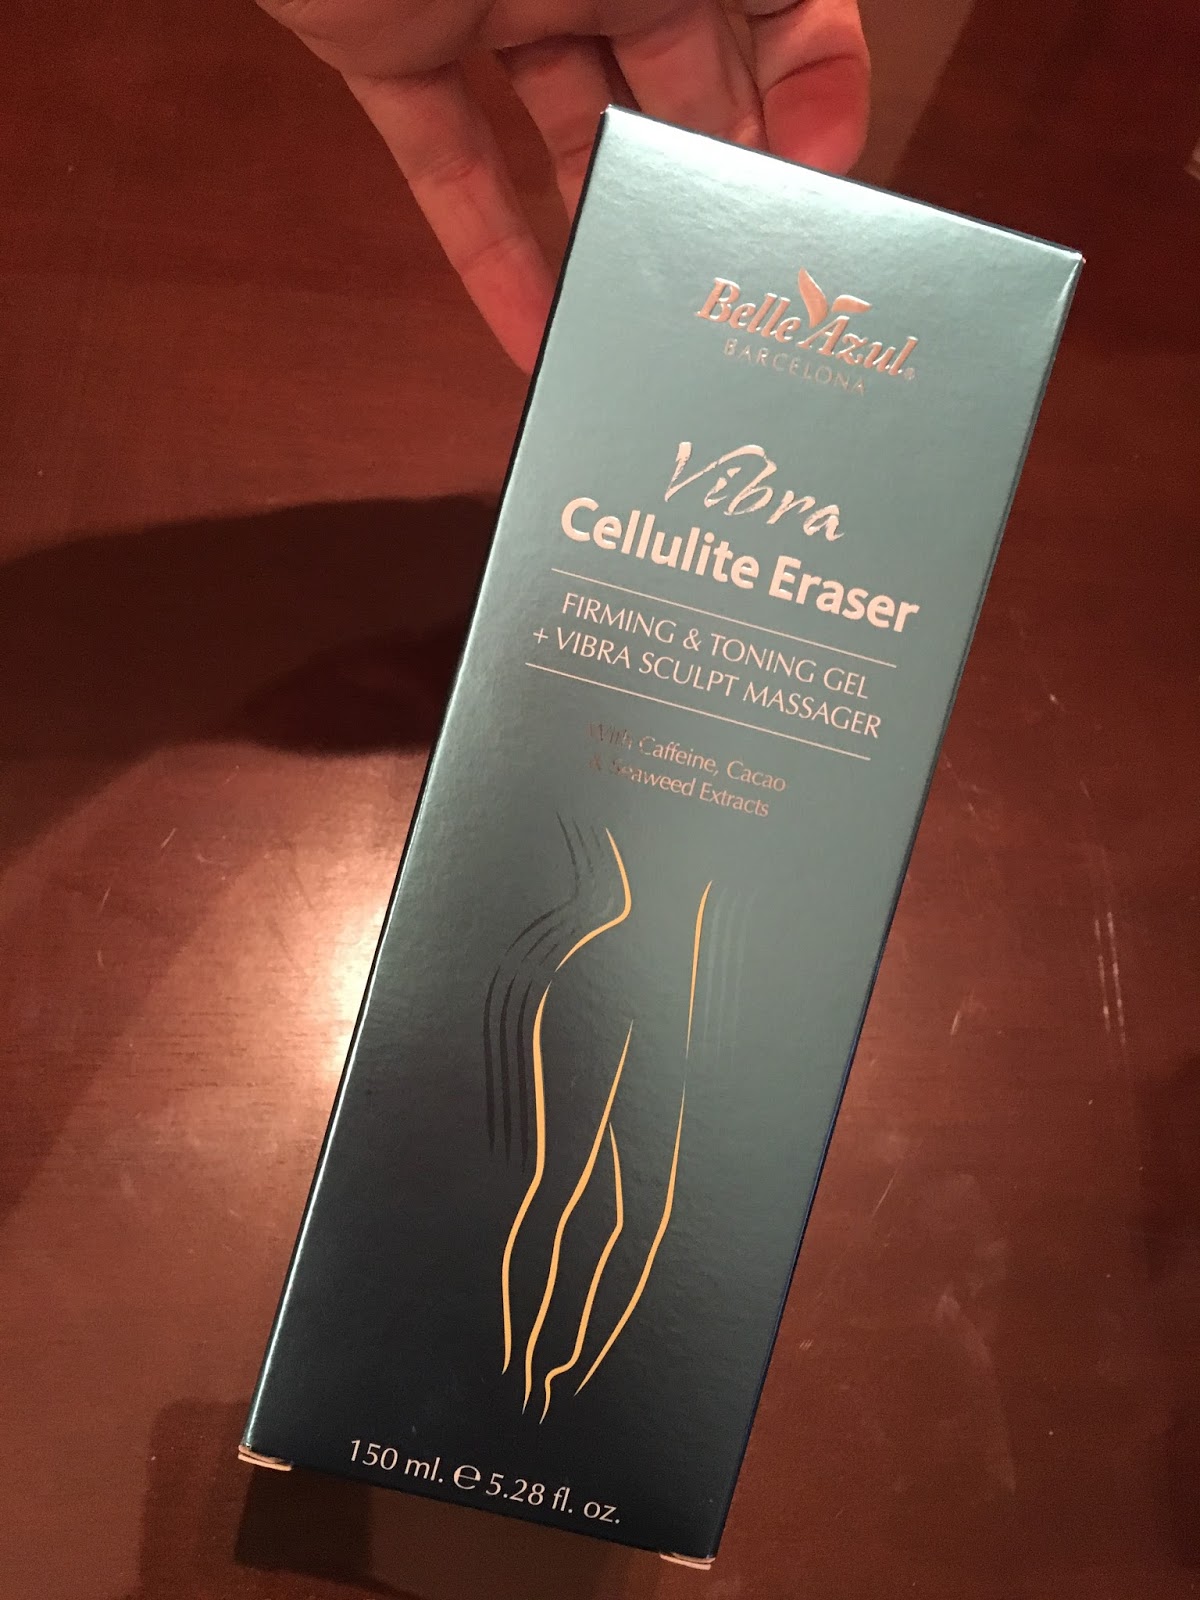 Belle Azul®
BARCELONA
Vibra
Cellulite Eraser
FIRMING & TONING GEL
+ VIBRA SCULPT MASSAGER
With Caffeine, Cacao
& Seaweed Extracts
150 ml. ℮ 5.28 fl. oz.